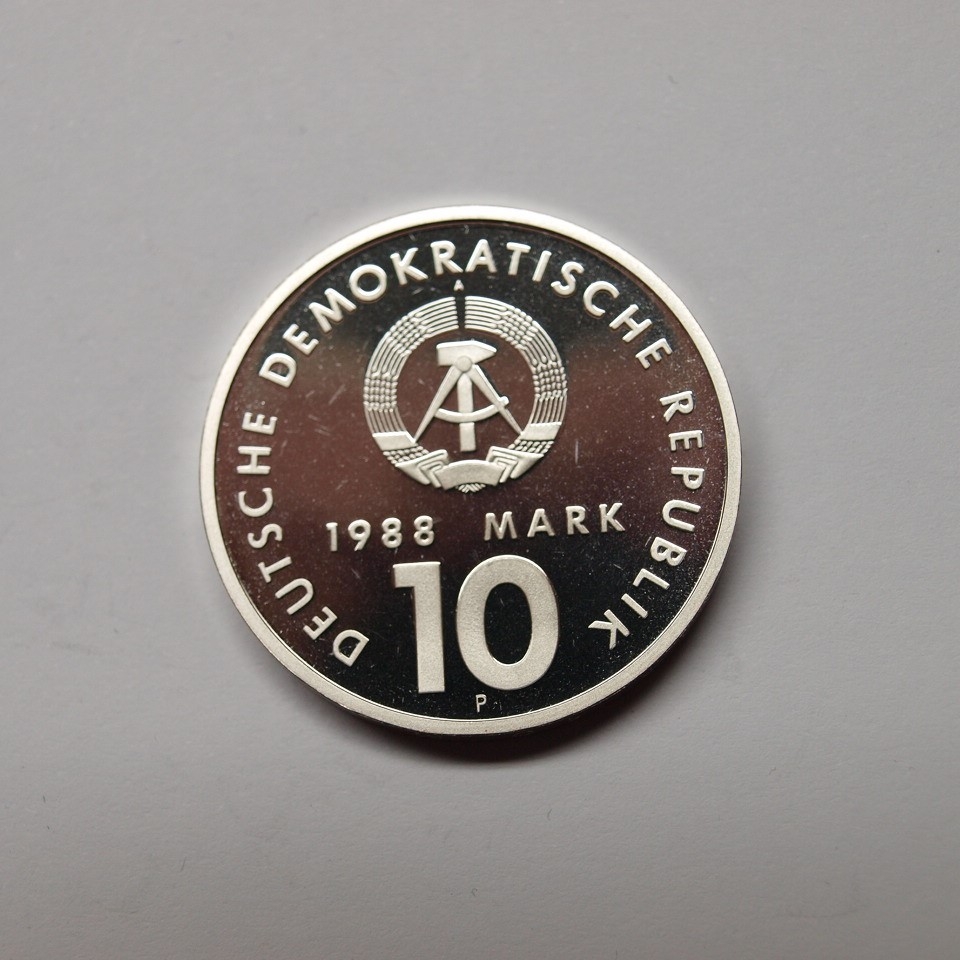 DEUTSCHE DEMOKRATISCHE REPUBLIK
A
1988 MARK
10
P